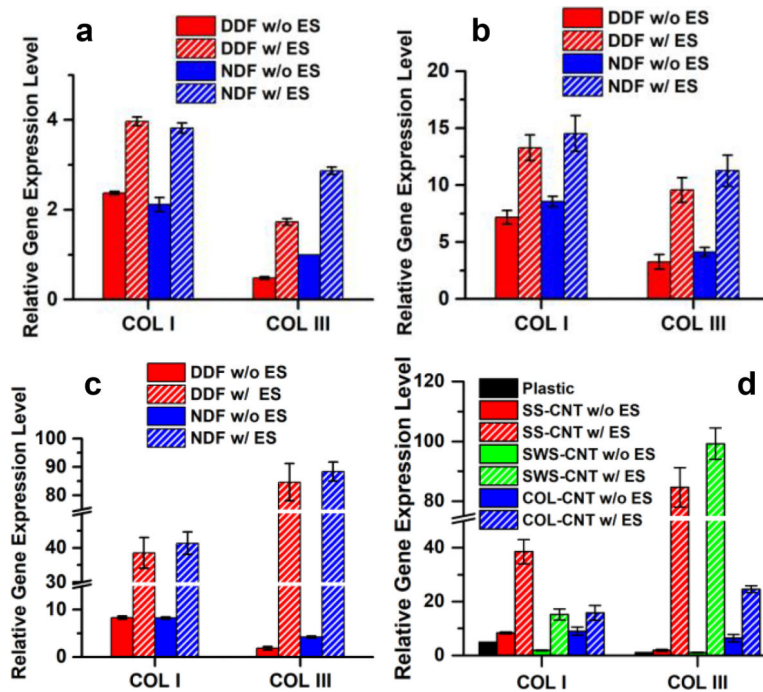 a
DDF w/o ES
DDF w/ ES
NDF w/o ES
NDF w/ ES
Relative Gene Expression Level
4
2
0
COL I
COL III
b
DDF w/o ES
DDF w/ ES
NDF w/o ES
NDF w/ ES
Relative Gene Expression Level
20
15
10
5
0
COL I
COL III
c
DDF w/o ES
DDF w/ ES
NDF w/o ES
NDF w/ ES
Relative Gene Expression Level
100
90
80
40
30
10
0
COL I
COL III
d
Plastic
SS-CNT w/o ES
SS-CNT w/ ES
SWS-CNT w/o ES
SWS-CNT w/ ES
COL-CNT w/o ES
COL-CNT w/ ES
Relative Gene Expression Level
120
100
80
40
20
0
COL I
COL III